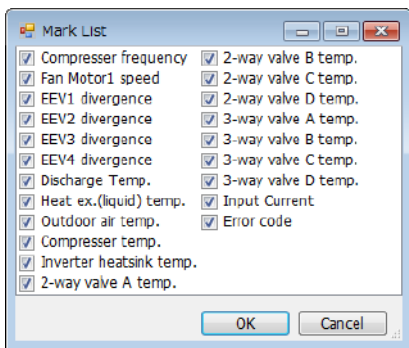 Mark List
Compresser frequency
Fan Motor1 speed
EEV1 divergence
EEV2 divergence
EEV3 divergence
EEV4 divergence
Discharge Temp.
Heat ex.(liquid) temp.
Outdoor air temp.
Compresser temp.
Inverter heatsink temp.
2-way valve A temp.
2-way valve B temp.
2-way valve C temp.
2-way valve D temp.
3-way valve A temp.
3-way valve B temp.
3-way valve C temp.
3-way valve D temp.
Input Current
Error code
OK
Cancel